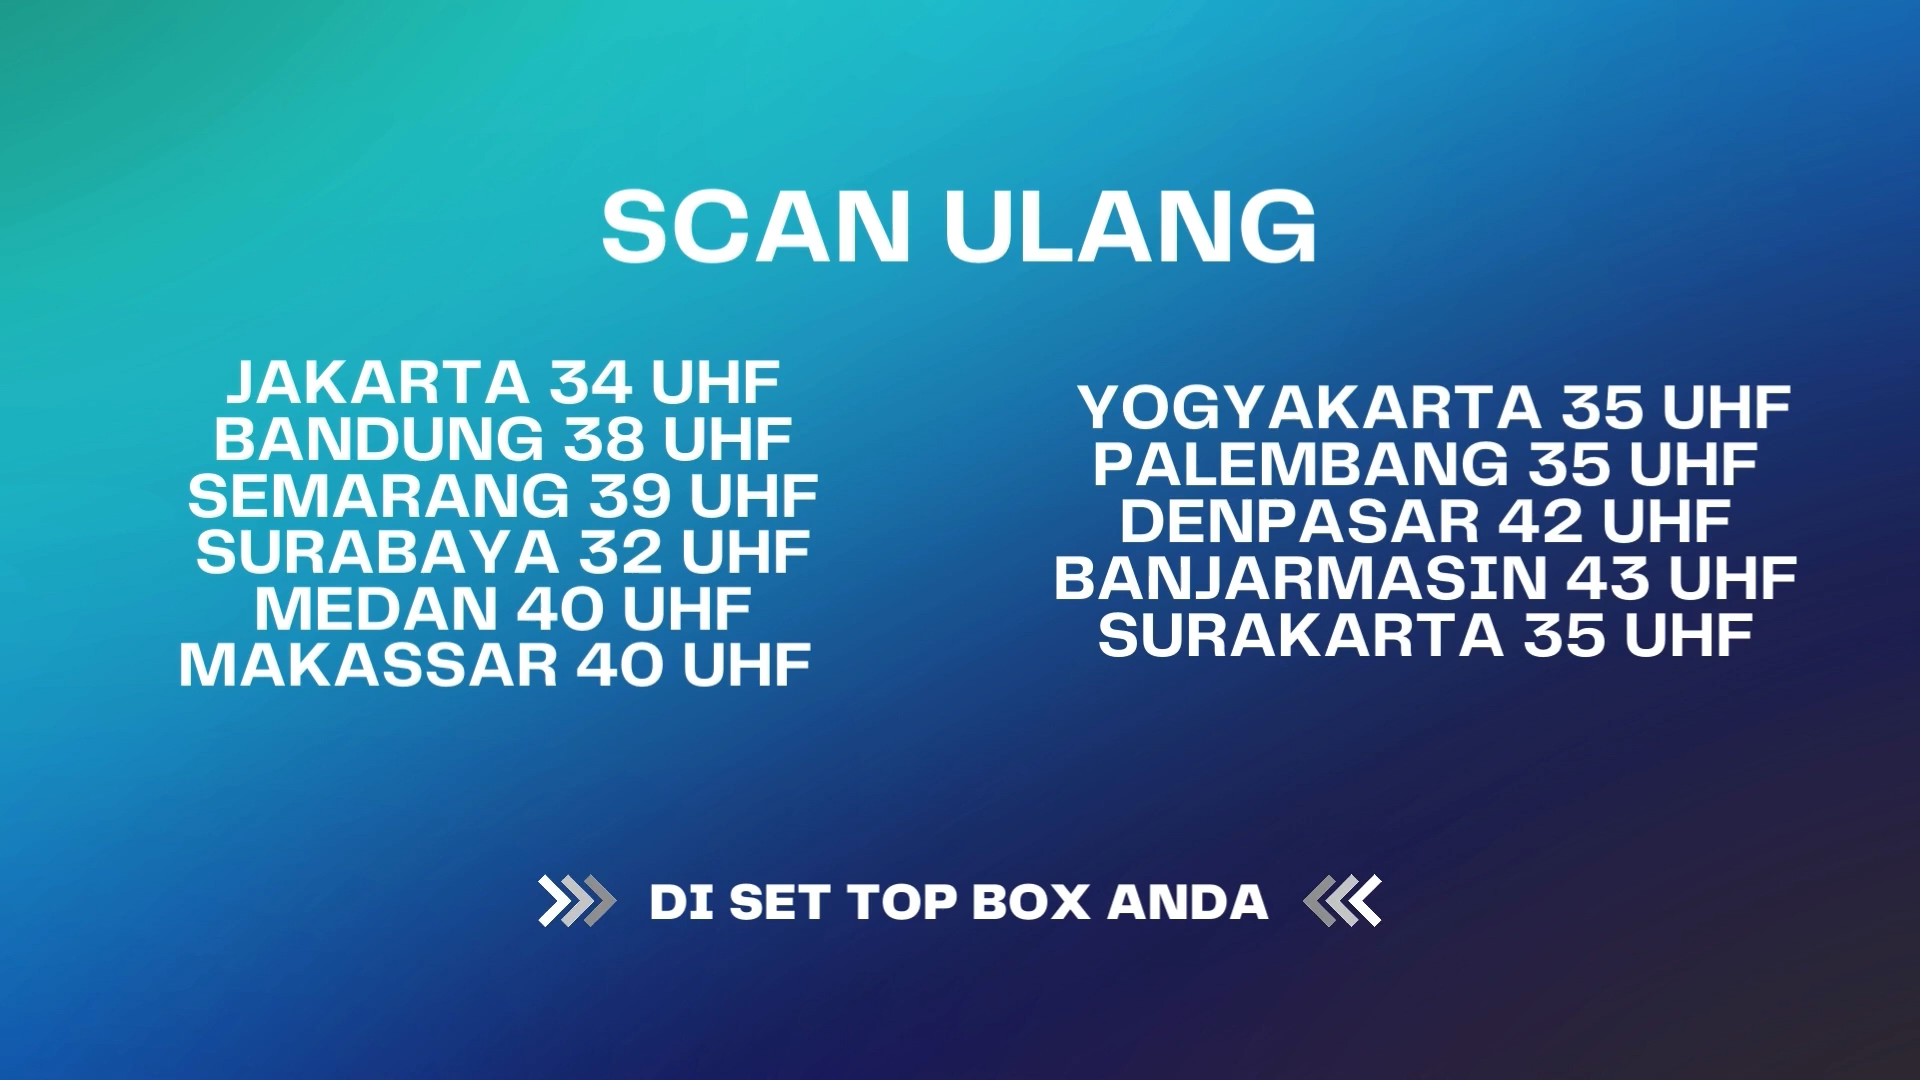 SCAN ULANG
JAKARTA 34 UHF
BANDUNG 38 UHF
SEMARANG 39 UHF
SURABAYA 32 UHF
MEDAN 40 UHF
MAKASSAR 40 UHF
YOGYAKARTA 35 UHF
PALEMBANG 35 UHF
DENPASAR 42 UHF
BANJARMASIN 43 UHF
SURAKARTA 35 UHF
DI SET TOP BOX ANDA